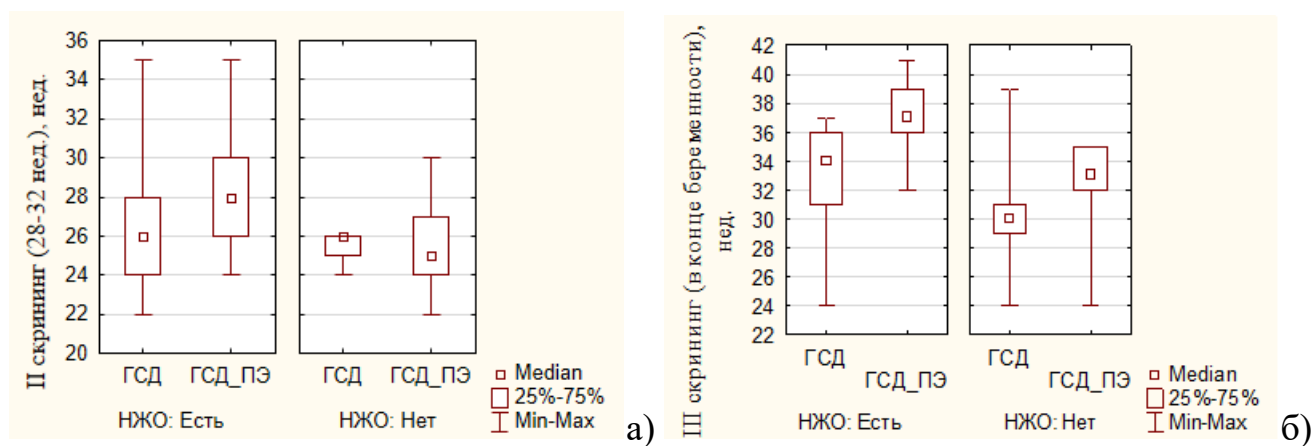 II скрининг (28-32 нед.), нед.
36
34
32
30
28
26
24
22
20
ГСД ГСД_ПЭ ГСД ГСД_ПЭ
НЖО: Есть НЖО: Нет
Median
25%-75%
Min-Max
а)
III скрининг (в конце беременности),
нед.
42
40
38
36
34
32
30
28
26
24
22
ГСД ГСД
ГСД_ПЭ ГСД_ПЭ
НЖО: Есть НЖО: Нет
Median
25%-75%
Min-Max
б)